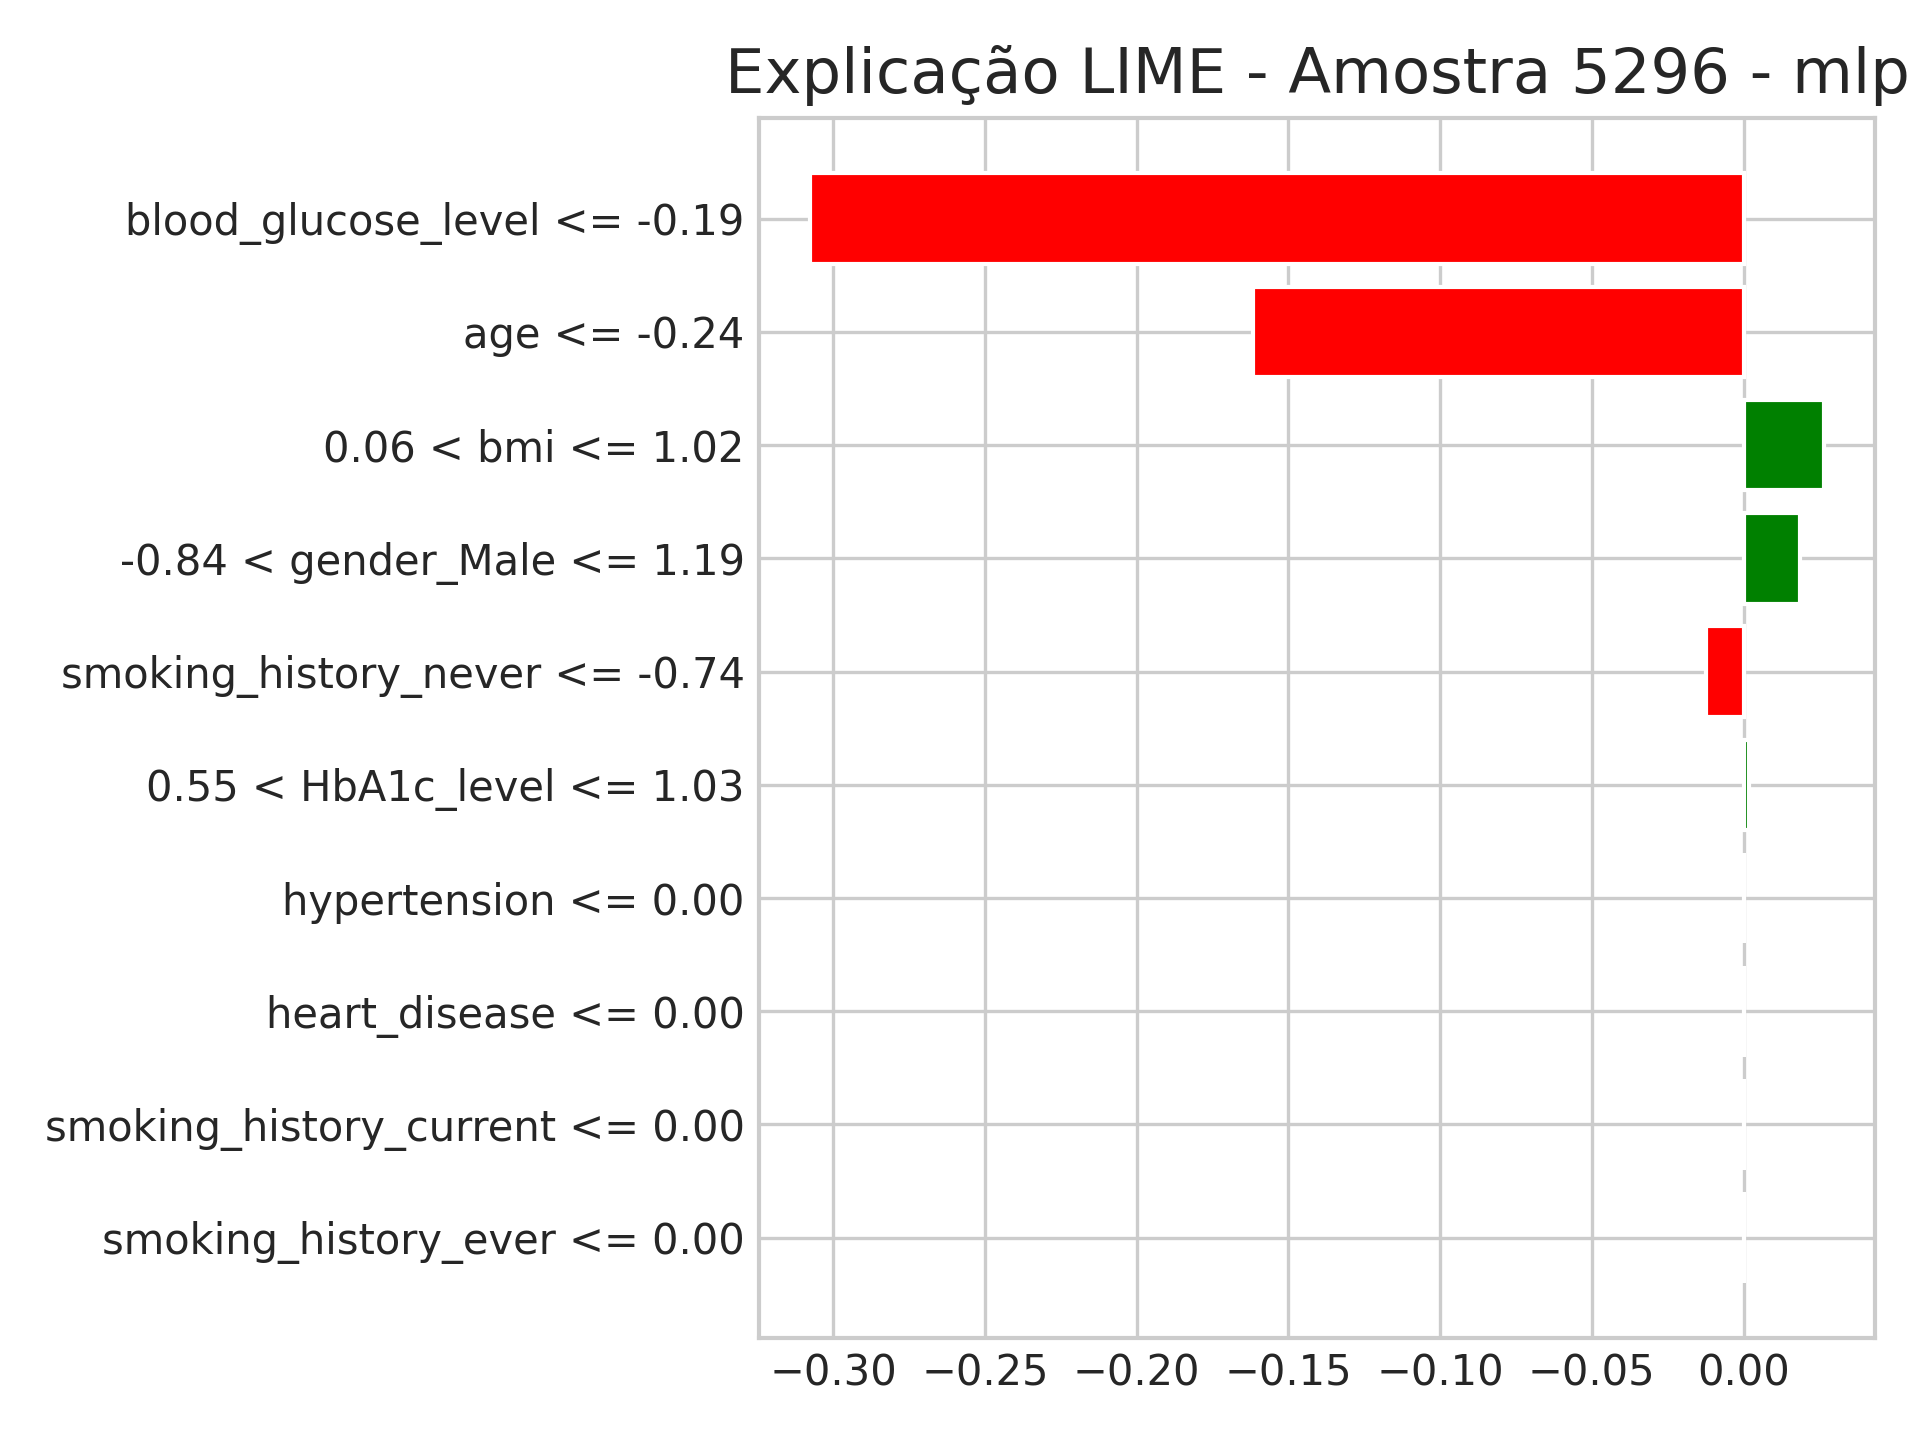 Explicação LIME - Amostra 5296 - mlp
blood_glucose_level <= -0.19
age <= -0.24
0.06 < bmi <= 1.02
-0.84 < gender_Male <= 1.19
smoking_history_never <= -0.74
0.55 < HbA1c_level <= 1.03
hypertension <= 0.00
heart_disease <= 0.00
smoking_history_current <= 0.00
smoking_history_ever <= 0.00
−0.30 −0.25 −0.20 −0.15 −0.10 −0.05 0.00